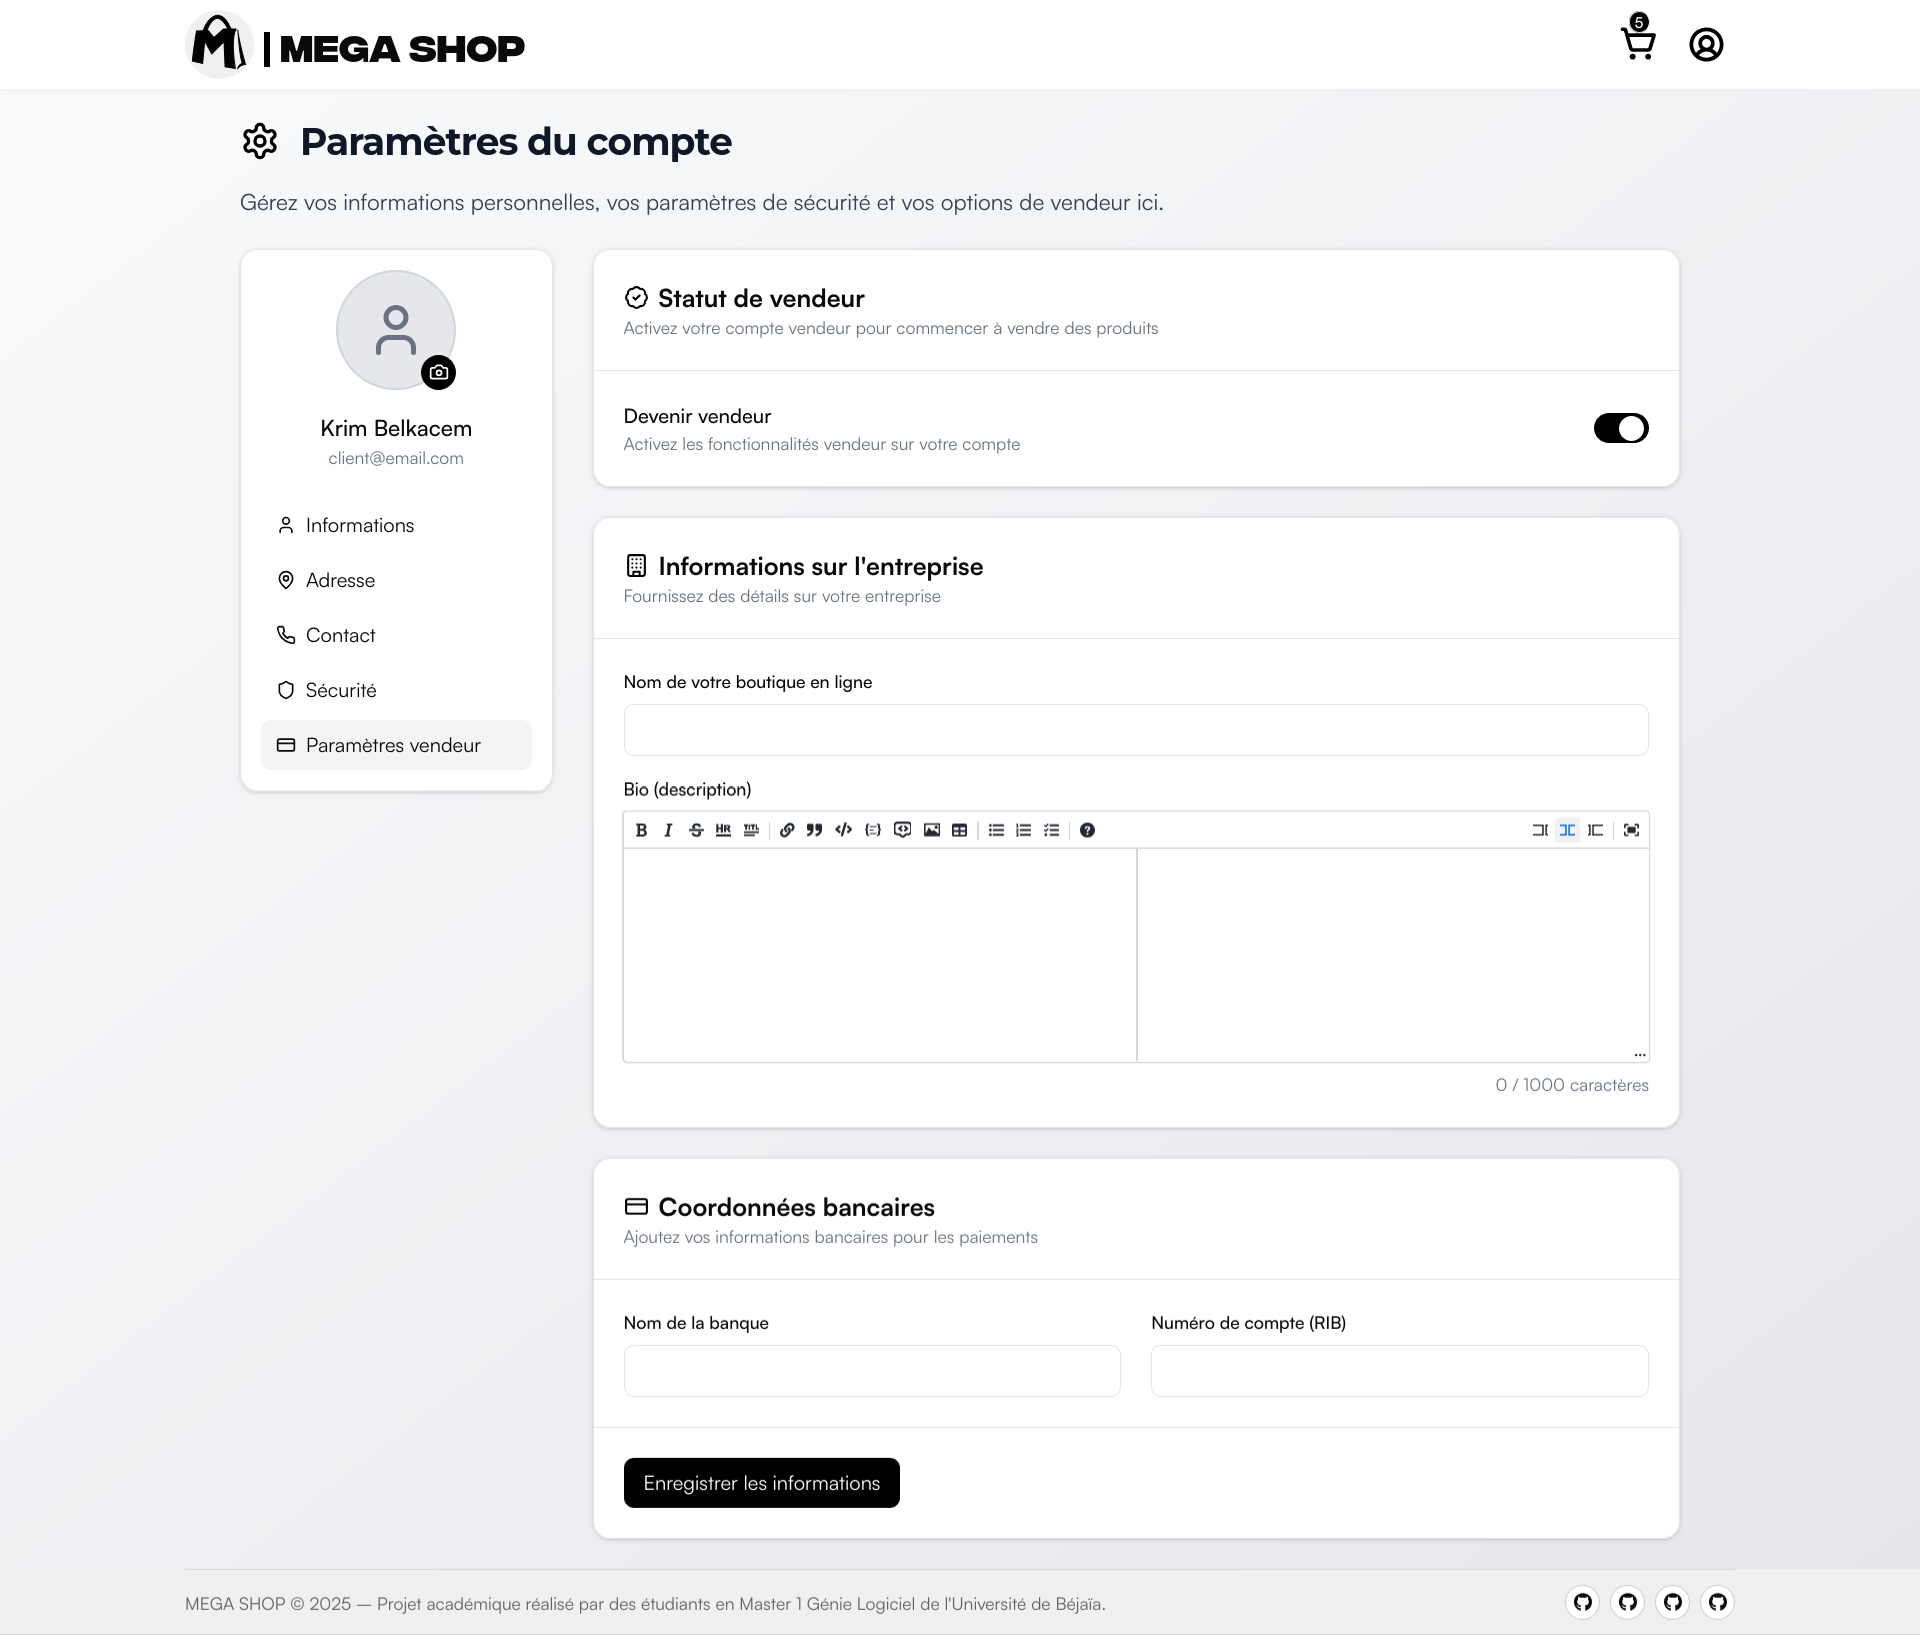 | MEGA SHOP
5
Paramètres du compte
Gérez vos informations personnelles, vos paramètres de sécurité et vos options de vendeur ici.
Krim Belkacem
client@email.com
Informations
Adresse
Contact
Sécurité
Paramètres vendeur
Statut de vendeur
Activez votre compte vendeur pour commencer à vendre des produits
Devenir vendeur
Activez les fonctionnalités vendeur sur votre compte
Informations sur l'entreprise
Fournissez des détails sur votre entreprise
Nom de votre boutique en ligne
Bio (description)
B I S HR TITL
0 / 1000 caractères
Coordonnées bancaires
Ajoutez vos informations bancaires pour les paiements
Nom de la banque
Numéro de compte (RIB)
Enregistrer les informations
MEGA SHOP © 2025 — Projet académique réalisé par des étudiants en Master 1 Génie Logiciel de l'Université de Béjaïa.